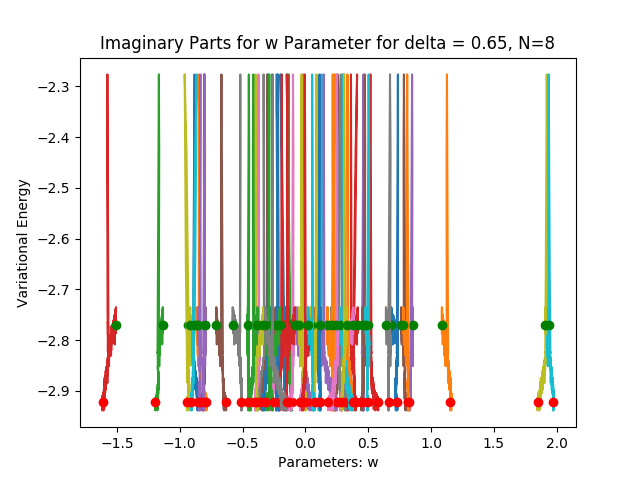 Imaginary Parts for w Parameter for delta = 0.65, N=8
Variational Energy
−2.3
−2.4
−2.5
−2.6
−2.7
−2.8
−2.9
−1.5 −1.0 −0.5 0.0 0.5 1.0 1.5 2.0
Parameters: w